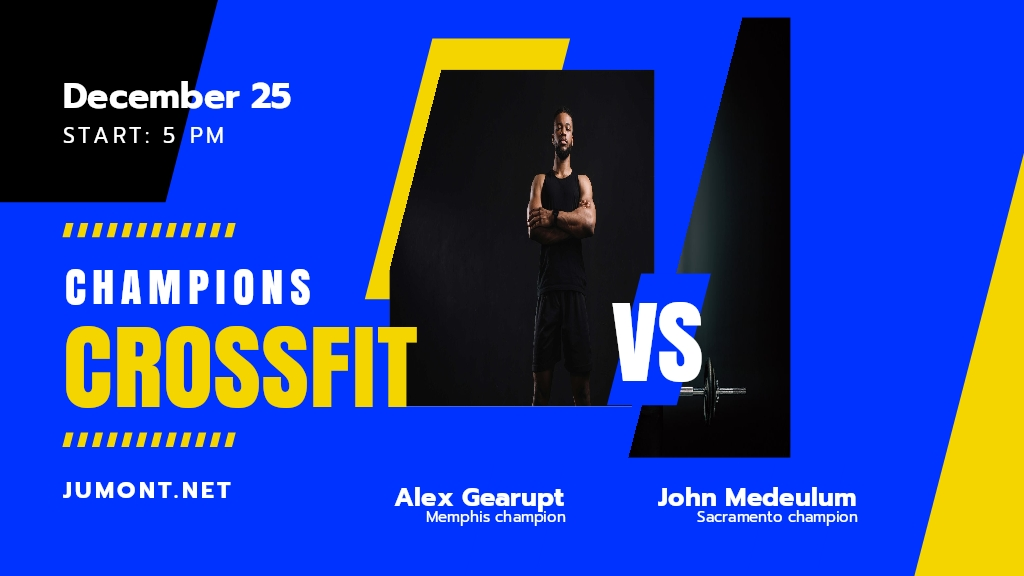 December 25
START: 5 PM
CHAMPIONS
CROSSFIT
JUMONT.NET
VS
Alex Gearupt
Memphis champion
John Medeulum
Sacramento champion